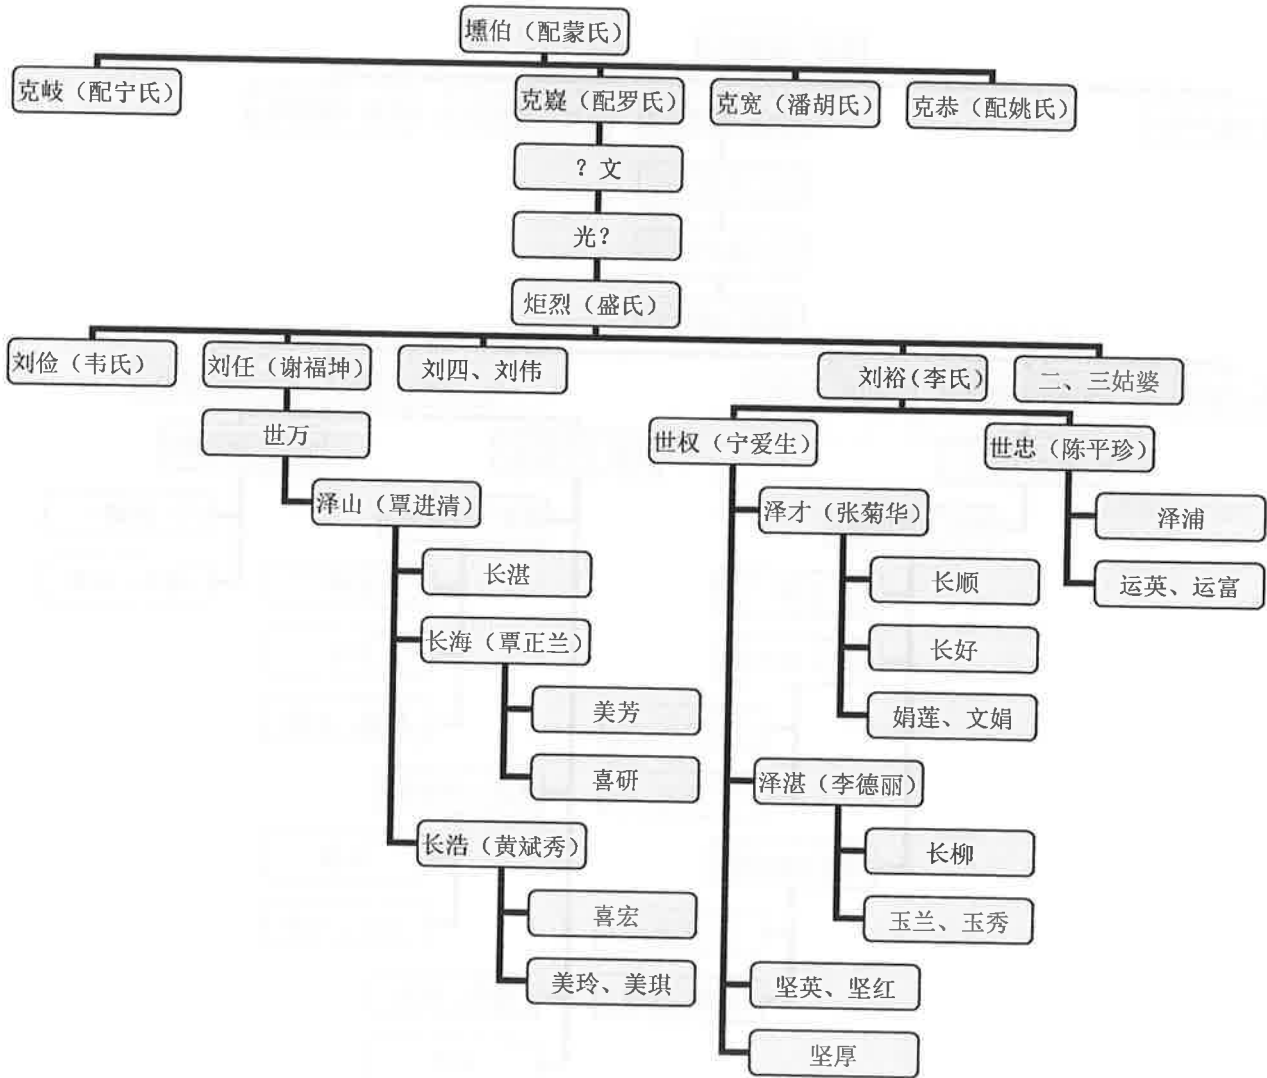 壎伯（配蒙氏）
克岐（配宁氏）
克嶷（配罗氏）
克宽（潘胡氏）
克恭（配姚氏）
？文
光？
炬烈（盛氏）
刘俭（韦氏）
刘任（谢福坤）
刘四、刘伟
刘裕（李氏）
二、三姑婆
世万
世权（宁爱生）
世忠（陈平珍）
泽山（覃进清）
泽才（张菊华）
泽浦
长湛
长顺
运英、运富
长海（覃正兰）
长好
美芳
娟莲、文娟
喜研
泽湛（李德丽）
长浩（黄斌秀）
长柳
喜宏
玉兰、玉秀
美玲、美琪
坚英、坚红
坚厚